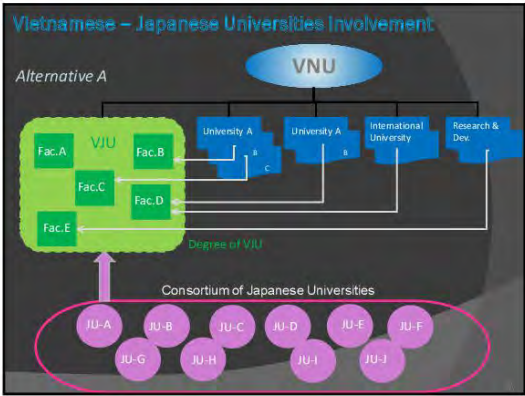 Vietnamese – Japanese Universities Involvement
Alternative A
VNU
VJU
Fac.A
Fac.B
Fac.C
Fac.D
Fac.E
University A
B
C
University A
B
International
University
Research &
Dev.
Degree of VJU
Consortium of Japanese Universities
JU-A
JU-B
JU-C
JU-D
JU-E
JU-F
JU-G
JU-H
JU-I
JU-J